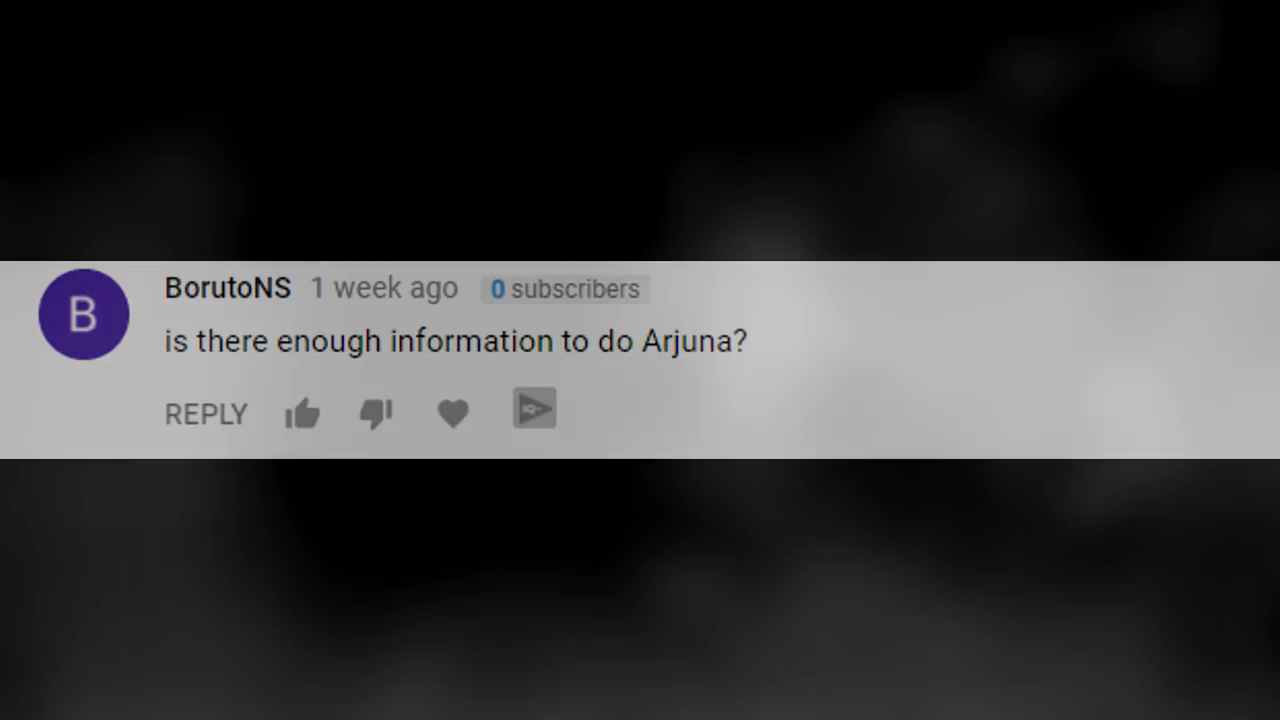 B
BorutoNS 1 week ago 0 subscribers
is there enough information to do Arjuna?
REPLY